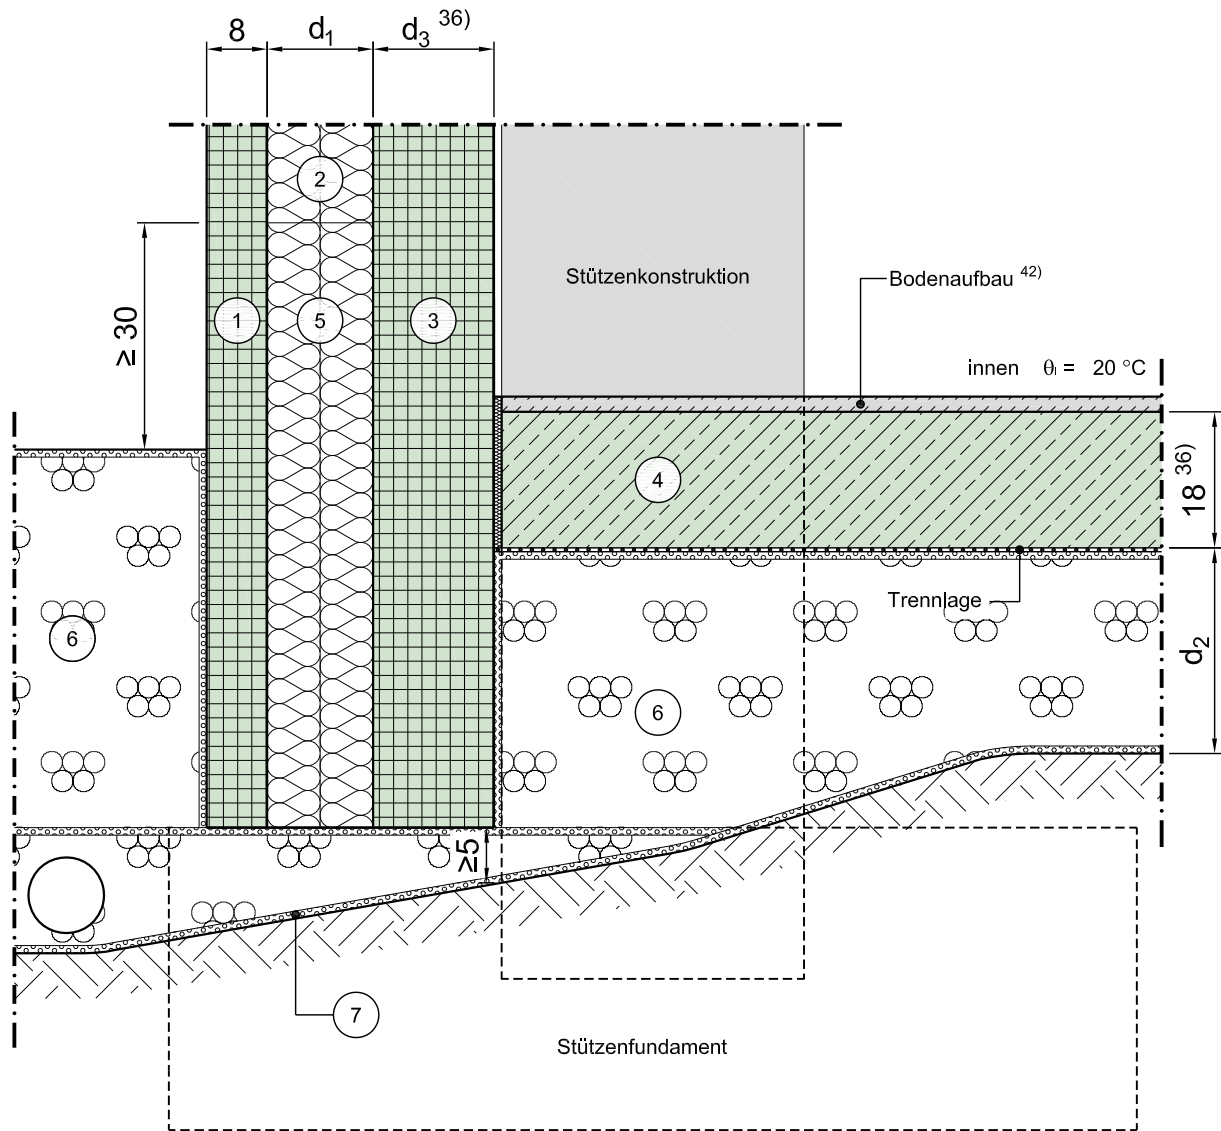 8 d₁ d₃ ³⁶⁾
2
Stützenkonstruktion
Bodenaufbau ⁴²⁾
≥ 30
1 5 3
innen θᵢ = 20 °C
4
18 ³⁶⁾
Trennlage
6
d₂
6
≥5
7
Stützenfundament